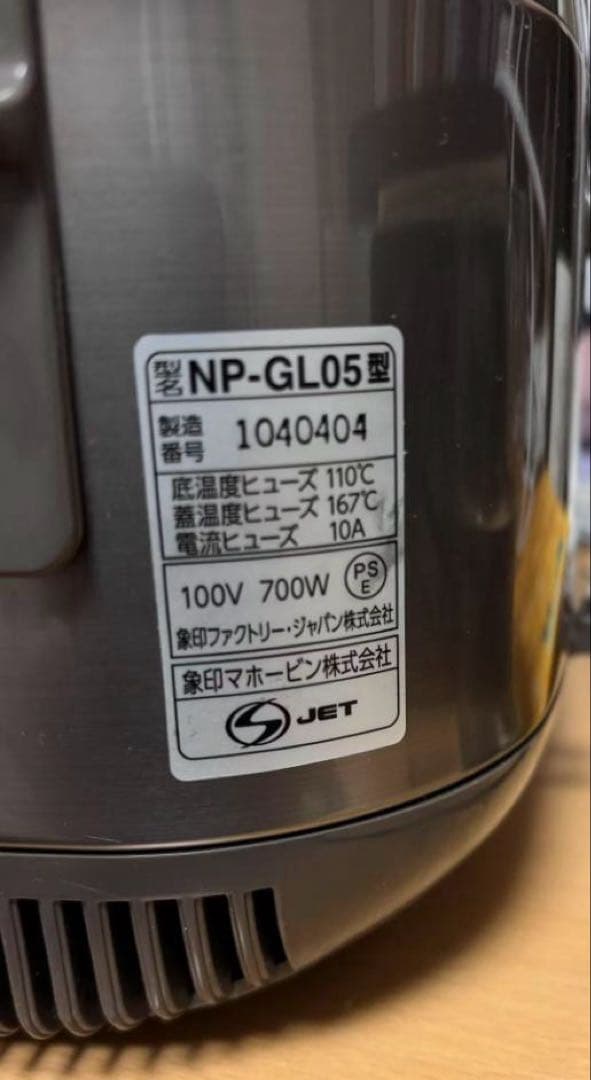 型名 NP-GL05型
製造番号 1040404
底温度ヒューズ 110℃
蓋温度ヒューズ 167℃
電流ヒューズ 10A
100V 700W PSE
象印ファクトリー・ジャパン株式会社
象印マホービン株式会社
JET